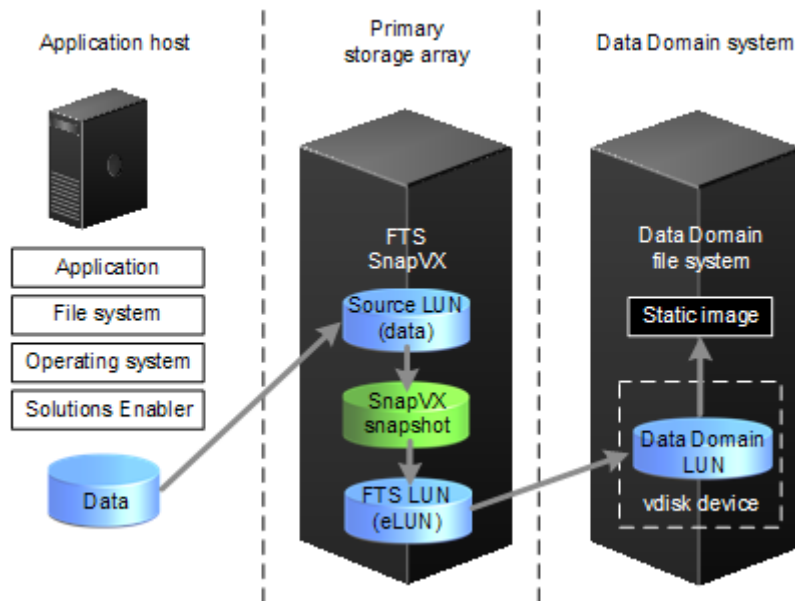 Application host
Primary
storage array
Data Domain system
Application
File system
Operating system
Solutions Enabler
Data
FTS
SnapVX
Source LUN
(data)
SnapVX
snapshot
FTS LUN
(eLUN)
Data Domain
file system
Static image
Data Domain
LUN
vdisk device